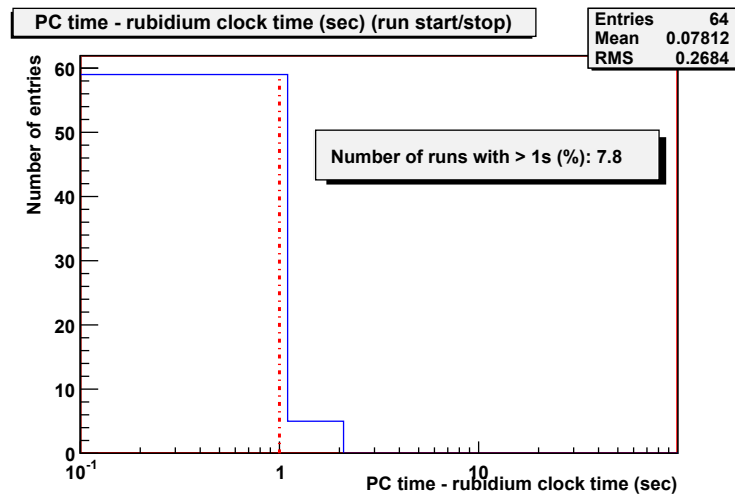 PC time - rubidium clock time (sec) (run start/stop)
Entries 64
Mean 0.07812
RMS 0.2684
Number of entries
60
50
40
30
20
10
0
Number of runs with > 1s (%): 7.8
10^-1
1
10
PC time - rubidium clock time (sec)